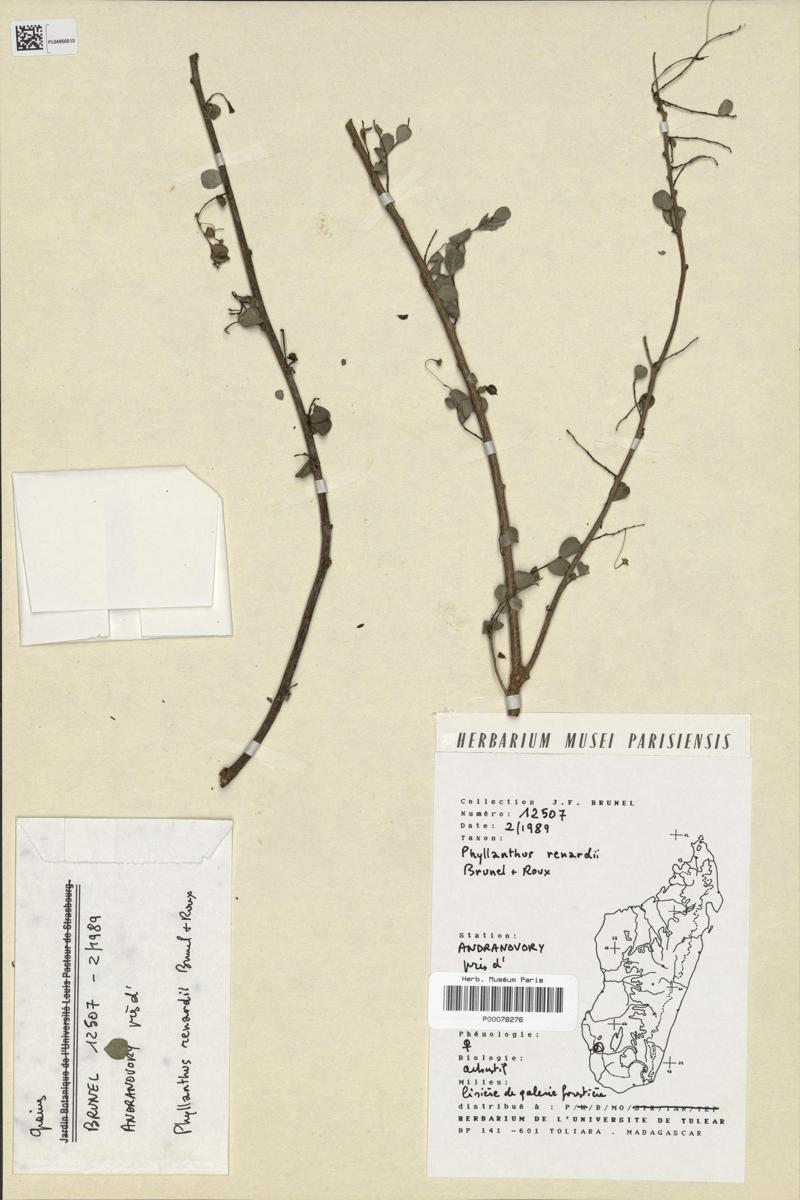 PL04050013
HERBARIUM MUSEI PARISIENSIS
Collection J.F. BRUNEL
Numéro: 12507
Date: 2/1989
Taxon:
Phyllanthus renardii
Brunel + Roux
Station:
ANDRANOVORY
près d'
Herb. Muséum Paris
P00078276
Phénologie:
♀
Biologie:
arbustif
Milieu:
lisière de galerie forestière
distribué à : P/M/B/MO/STR/TAN/TEF
HERBARIUM DE L'UNIVERSITE DE TULEAR
BP 141 -601 TOLIARA . MADAGASCAR
Jardin Botanique de l'Université Louis Pasteur de Strasbourg.
BRUNEL 12507 - 2/1989
ANDRANOVORY près d'
Phyllanthus renardii Brunel + Roux